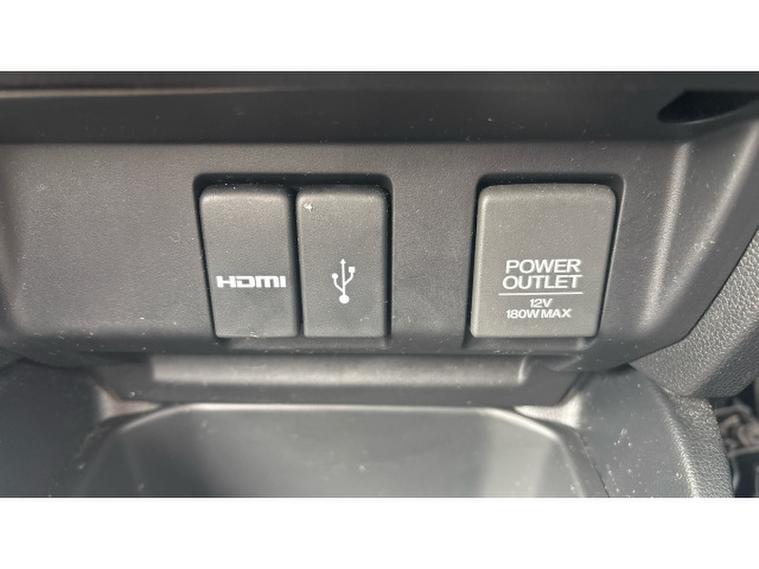 HDMI
POWER
OUTLET
12V
180W MAX